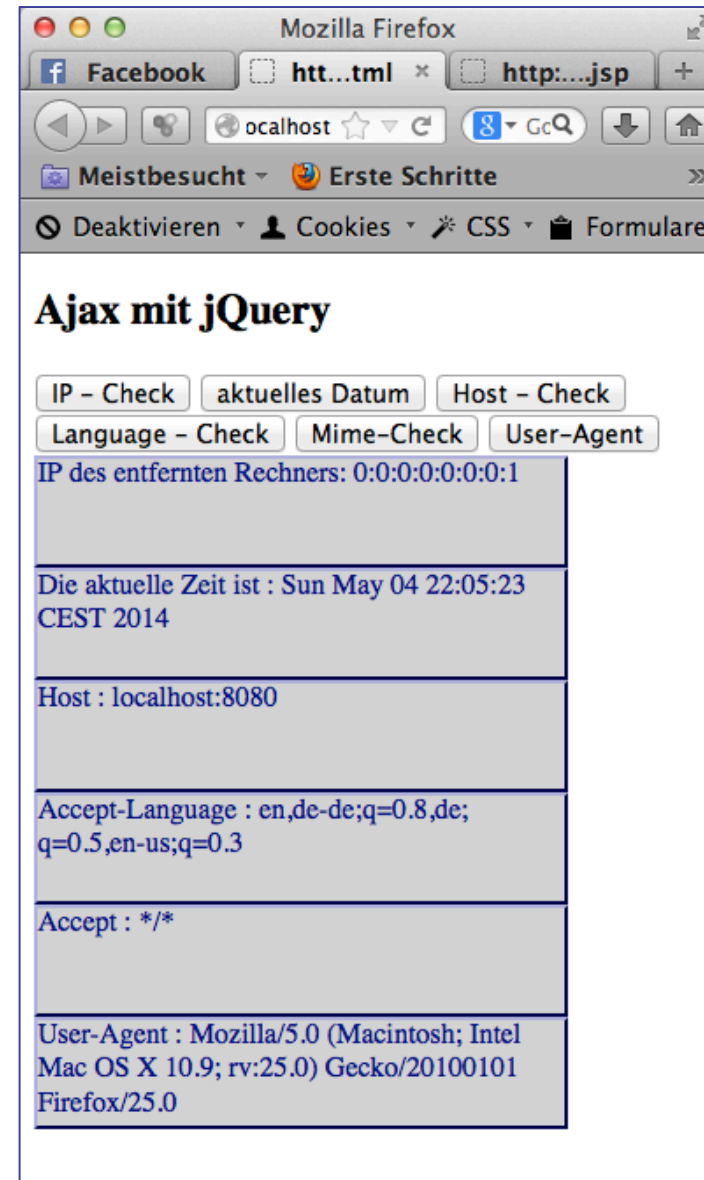 Mozilla Firefox
Facebook htt...tml × http:....jsp +
ocalhost 8 Go
Meistbesucht Erste Schritte »
Deaktivieren Cookies CSS Formulare
Ajax mit jQuery
IP – Check aktuelles Datum Host – Check
Language – Check Mime-Check User-Agent
IP des entfernten Rechners: 0:0:0:0:0:0:0:1
Die aktuelle Zeit ist : Sun May 04 22:05:23
CEST 2014
Host : localhost:8080
Accept-Language : en,de-de;q=0.8,de;
q=0.5,en-us;q=0.3
Accept : */*
User-Agent : Mozilla/5.0 (Macintosh; Intel
Mac OS X 10.9; rv:25.0) Gecko/20100101
Firefox/25.0